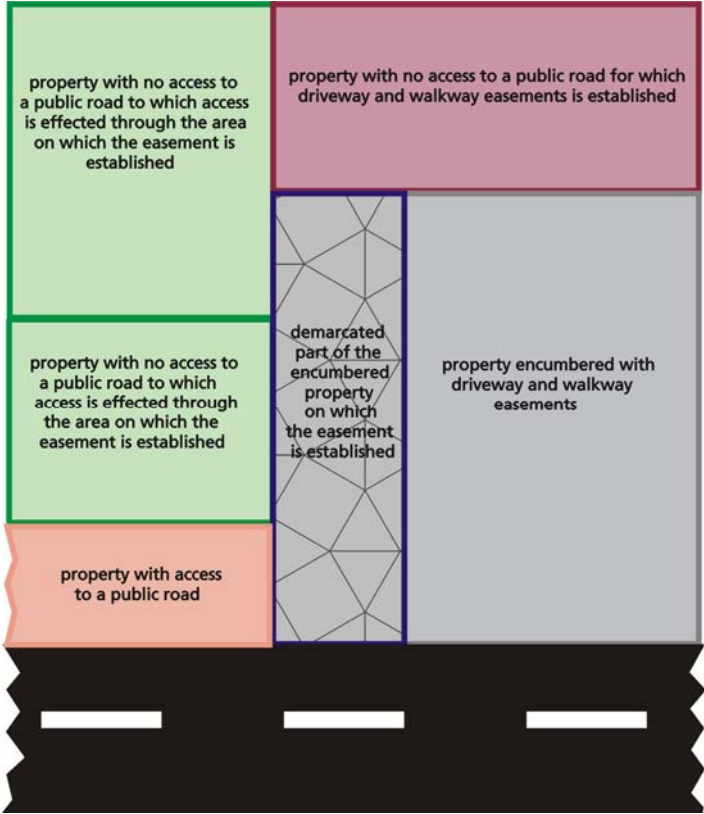 property with no access to
a public road to which access
is effected through the area
on which the easement is
established
property with no access to a public road for which
driveway and walkway easements is established
demarcated
part of the
encumbered
property
on which
the easement
is established
property encumbered with
driveway and walkway
easements
property with no access to
a public road to which
access is effected through
the area on which the
easement is established
property with access
to a public road